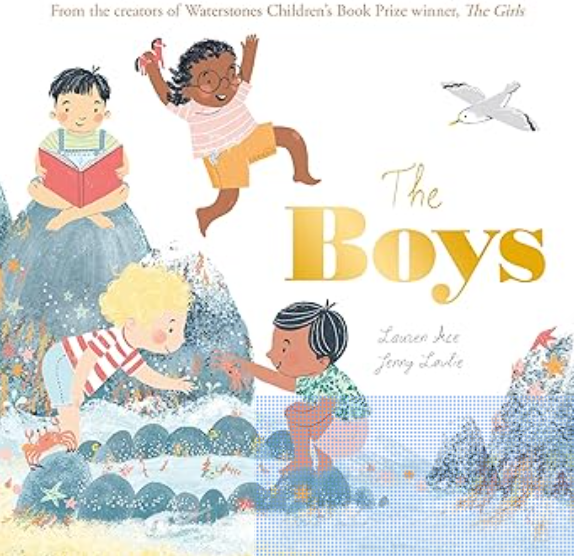 From the creators of Waterstones Children's Book Prize winner, The Girls
The
Boys
Lauren Ace
Jenny Løvlie